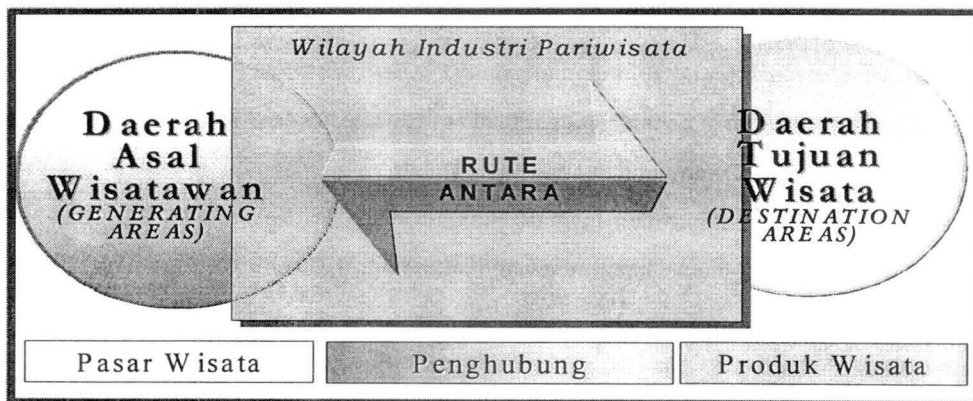 Wilayah Industri Pariwisata
Daerah
Asal
Wisatawan
(GENERATING
AREAS)
RUTE
ANTARA
Daerah
Tujuan
Wisata
(DESTINATION
AREAS)
Pasar Wisata
Penghubung
Produk Wisata